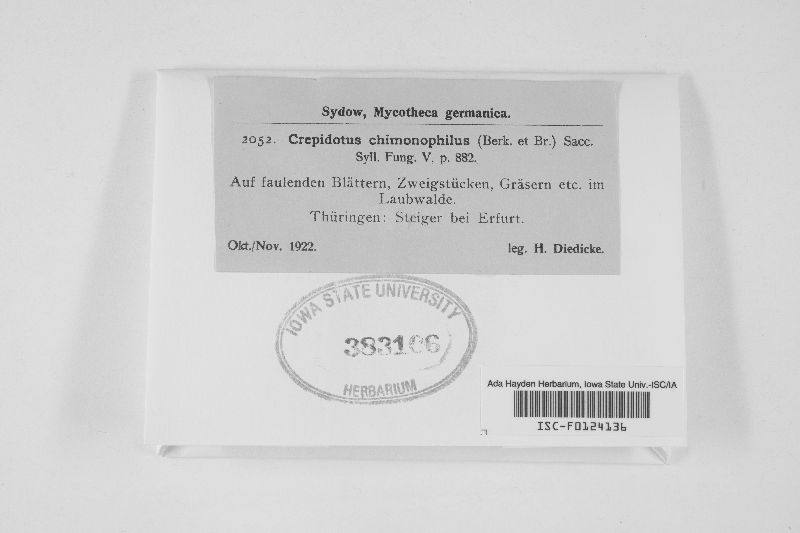 Sydow, Mycotheca germanica.
2052. Crepidotus chimonophilus (Berk. et Br.) Sacc.
Syll. Fung. V. p. 882.
Auf faulenden Blättern, Zweigstücken, Gräsern etc. im
Laubwalde.
Thüringen: Steiger bei Erfurt.
Okt./Nov. 1922. leg. H. Diedicke.
IOWA STATE UNIVERSITY
383106
HERBARIUM
Ada Hayden Herbarium, Iowa State Univ.-ISC/IA
ISC-F0124136